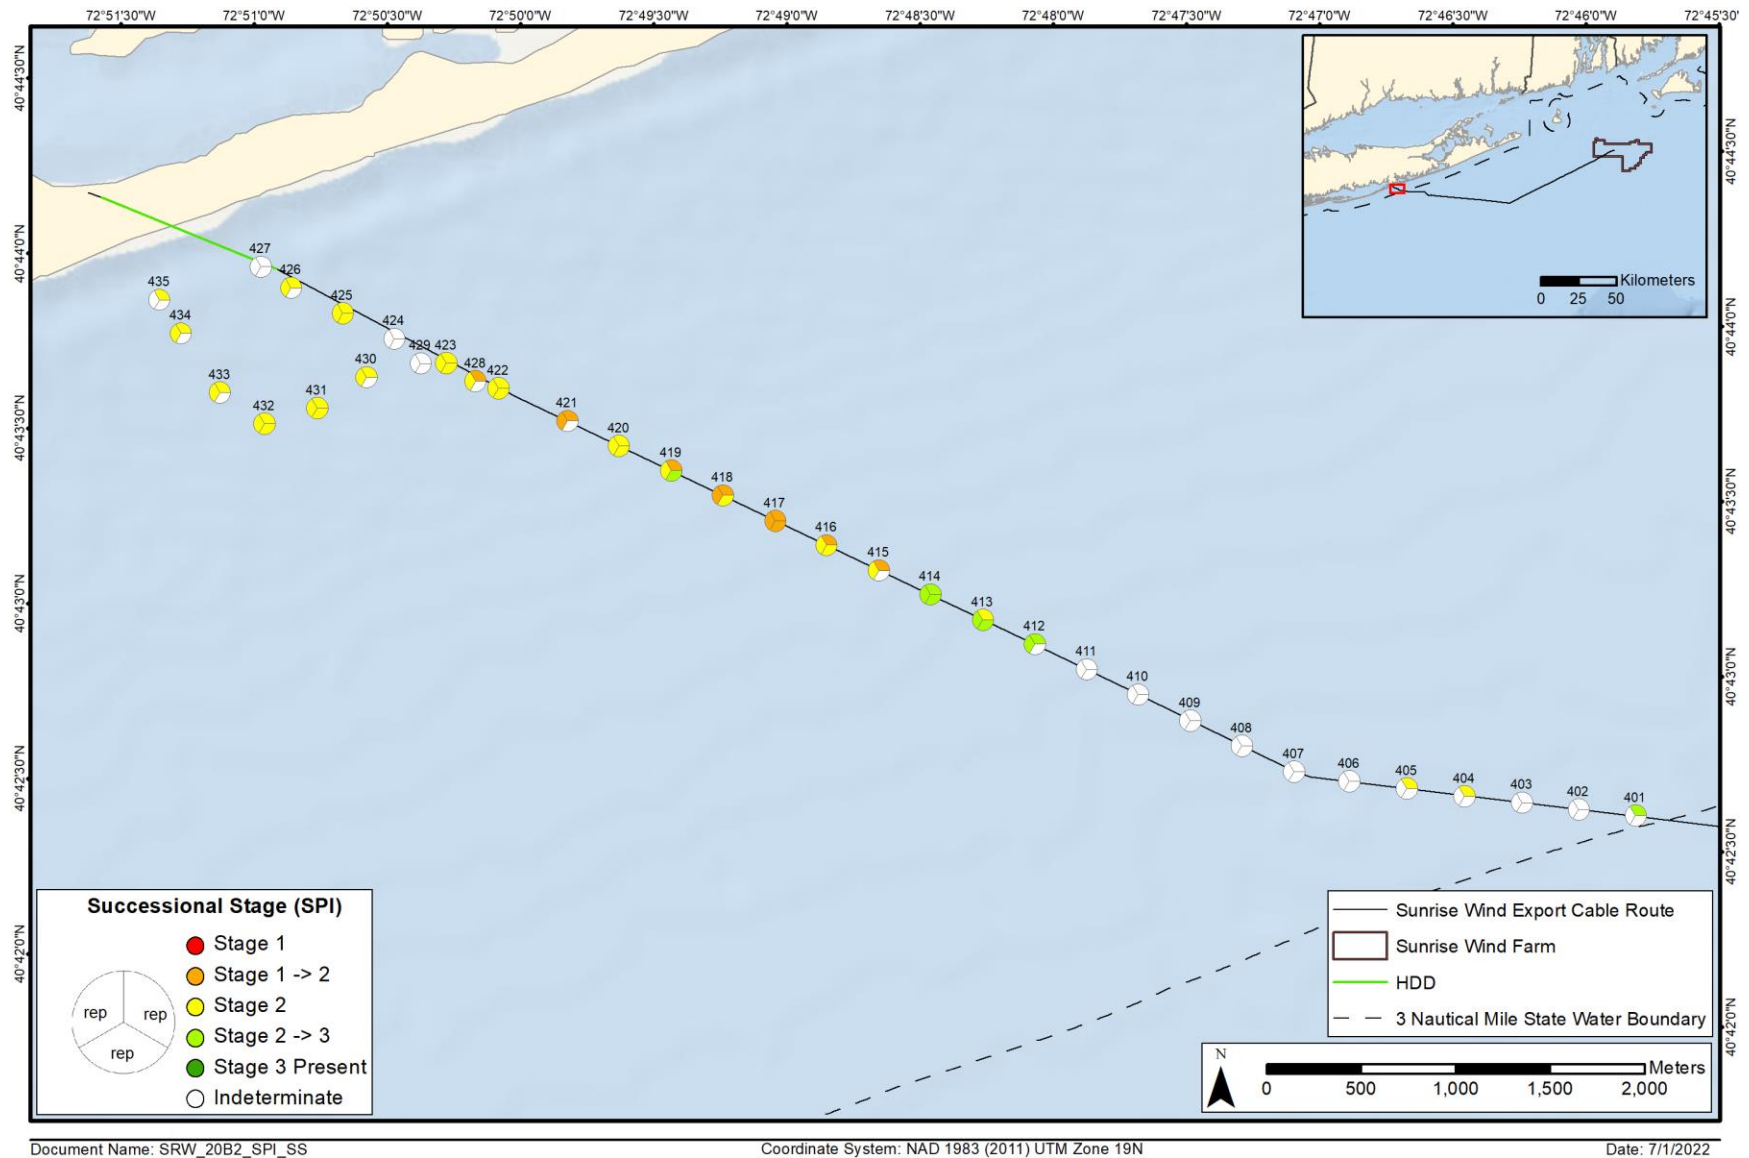 72°51'30"W 72°51'0"W 72°50'30"W 72°50'0"W 72°49'30"W 72°49'0"W 72°48'30"W 72°48'0"W 72°47'30"W 72°47'0"W 72°46'30"W 72°46'0"W 72°45'30"W
40°44'30"N
40°44'0"N
40°43'30"N
40°43'0"N
40°42'30"N
40°42'0"N
40°44'30"N
40°44'0"N
40°43'30"N
40°43'0"N
40°42'30"N
40°42'0"N
Kilometers
0 25 50
427
426
435
425
434
424
429
423
430
428
422
433
431
432
421
420
419
418
417
416
415
414
413
412
411
410
409
408
407
406
405
404
403
402
401
Successional Stage (SPI)
Stage 1
Stage 1 -> 2
Stage 2
Stage 2 -> 3
Stage 3 Present
Indeterminate
rep rep
rep
Sunrise Wind Export Cable Route
Sunrise Wind Farm
HDD
3 Nautical Mile State Water Boundary
N
Meters
0 500 1,000 1,500 2,000
Document Name: SRW_20B2_SPI_SS
Coordinate System: NAD 1983 (2011) UTM Zone 19N
Date: 7/1/2022